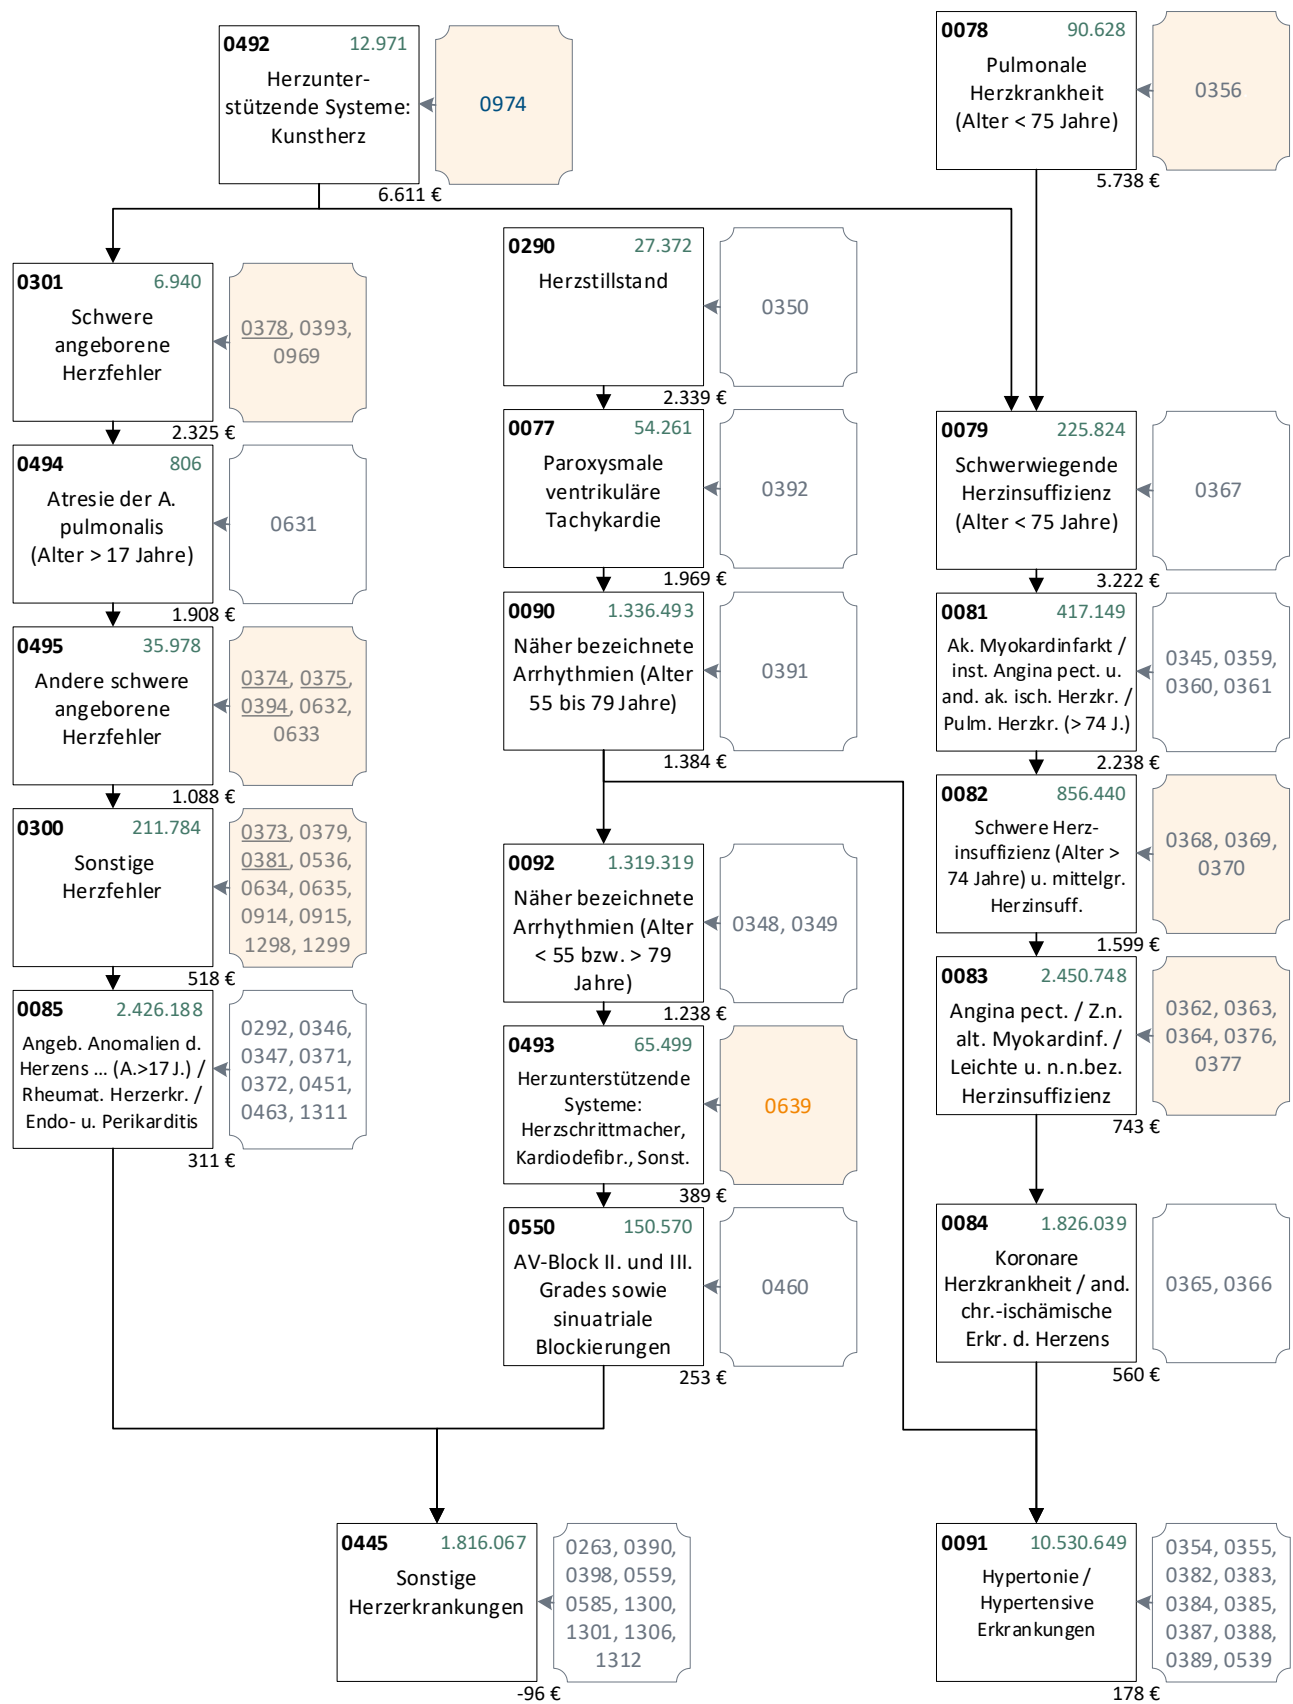 0492 12.971
Herzunter-
stützende Systeme:
Kunstherz
6.611 €
0974
0078 90.628
Pulmonale
Herzkrankheit
(Alter < 75 Jahre)
5.738 €
0356
0301 6.940
Schwere
angeborene
Herzfehler
2.325 €
0378, 0393,
0969
0494 806
Atresie der A.
pulmonalis
(Alter > 17 Jahre)
1.908 €
0631
0495 35.978
Andere schwere
angeborene
Herzfehler
1.088 €
0374, 0375,
0394, 0632,
0633
0300 211.784
Sonstige
Herzfehler
518 €
0373, 0379,
0381, 0536,
0634, 0635,
0914, 0915,
1298, 1299
0085 2.426.188
Angeb. Anomalien d.
Herzens ... (A.>17 J.) /
Rheumat. Herzerkr. /
Endo- u. Perikarditis
311 €
0292, 0346,
0347, 0371,
0372, 0451,
0463, 1311
0290 27.372
Herzstillstand
2.339 €
0350
0077 54.261
Paroxysmale
ventrikuläre
Tachykardie
1.969 €
0392
0090 1.336.493
Näher bezeichnete
Arrhythmien (Alter
55 bis 79 Jahre)
1.384 €
0391
0092 1.319.319
Näher bezeichnete
Arrhythmien (Alter
< 55 bzw. > 79
Jahre)
1.238 €
0348, 0349
0493 65.499
Herzunterstützende
Systeme:
Herzschrittmacher,
Kardiodefibr., Sonst.
389 €
0639
0550 150.570
AV-Block II. und III.
Grades sowie
sinuatriale
Blockierungen
253 €
0460
0079 225.824
Schwerwiegende
Herzinsuffizienz
(Alter < 75 Jahre)
3.222 €
0367
0081 417.149
Ak. Myokardinfarkt /
inst. Angina pect. u.
and. ak. isch. Herzkr. /
Pulm. Herzkr. (> 74 J.)
2.238 €
0345, 0359,
0360, 0361
0082 856.440
Schwere Herz-
insuffizienz (Alter >
74 Jahre) u. mittelgr.
Herzinsuff.
1.599 €
0368, 0369,
0370
0083 2.450.748
Angina pect. / Z.n.
alt. Myokardinf. /
Leichte u. n.n.bez.
Herzinsuffizienz
743 €
0362, 0363,
0364, 0376,
0377
0084 1.826.039
Koronare
Herzkrankheit / and.
chr.-ischämische
Erkr. d. Herzens
560 €
0365, 0366
0445 1.816.067
Sonstige
Herzerkrankungen
-96 €
0263, 0390,
0398, 0559,
0585, 1300,
1301, 1306,
1312
0091 10.530.649
Hypertonie /
Hypertensive
Erkrankungen
178 €
0354, 0355,
0382, 0383,
0384, 0385,
0387, 0388,
0389, 0539